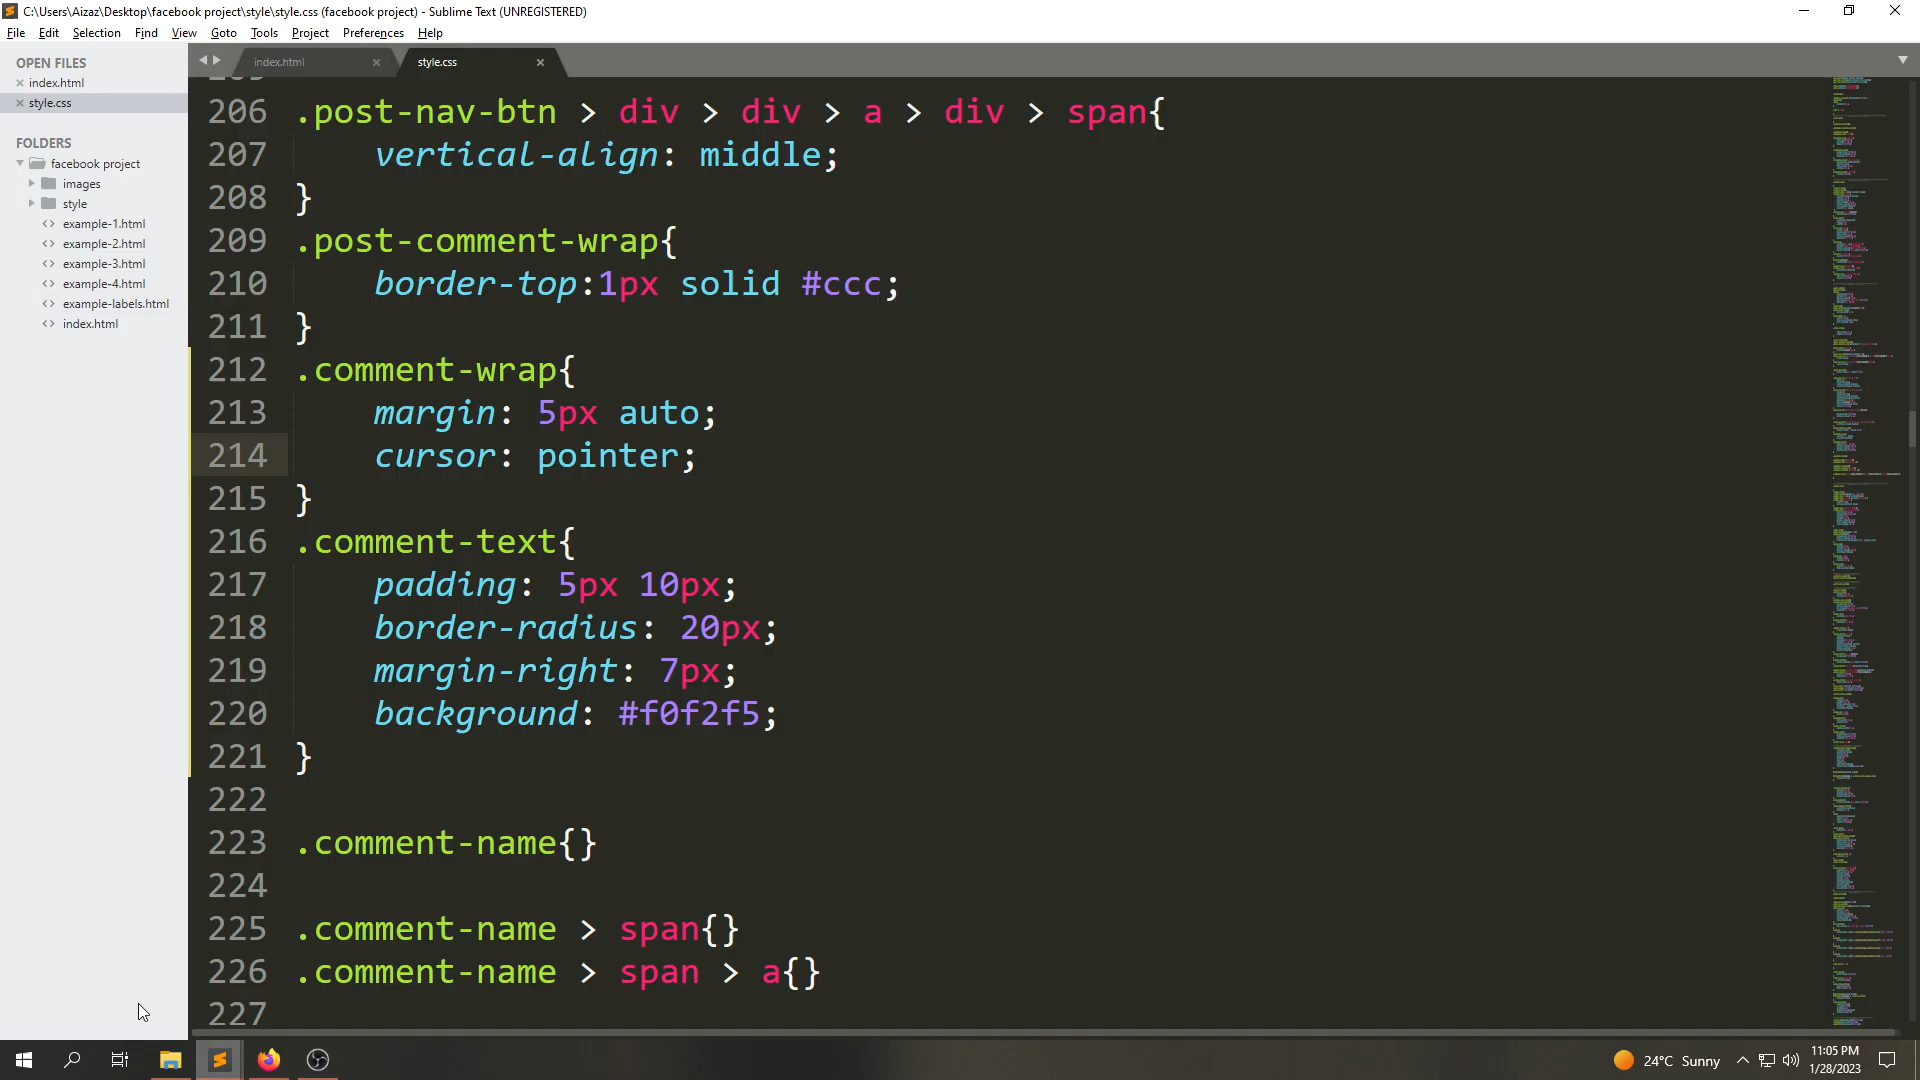 C:\Users\Aizaz\Desktop\facebook project\style\style.css (facebook project) - Sublime Text (UNREGISTERED)
File Edit Selection Find View Goto Tools Project Preferences Help
OPEN FILES
index.html
style.css
FOLDERS
facebook project
images
style
example-1.html
example-2.html
example-3.html
example-4.html
example-labels.html
index.html
index.html style.css
206 .post-nav-btn > div > div > a > div > span{
207 vertical-align: middle;
208 }
209 .post-comment-wrap{
210 border-top:1px solid #ccc;
211 }
212 .comment-wrap{
213 margin: 5px auto;
214 cursor: pointer;
215 }
216 .comment-text{
217 padding: 5px 10px;
218 border-radius: 20px;
219 margin-right: 7px;
220 background: #f0f2f5;
221 }
222
223 .comment-name{}
224
225 .comment-name > span{}
226 .comment-name > span > a{}
227
24°C Sunny
11:05 PM
1/28/2023